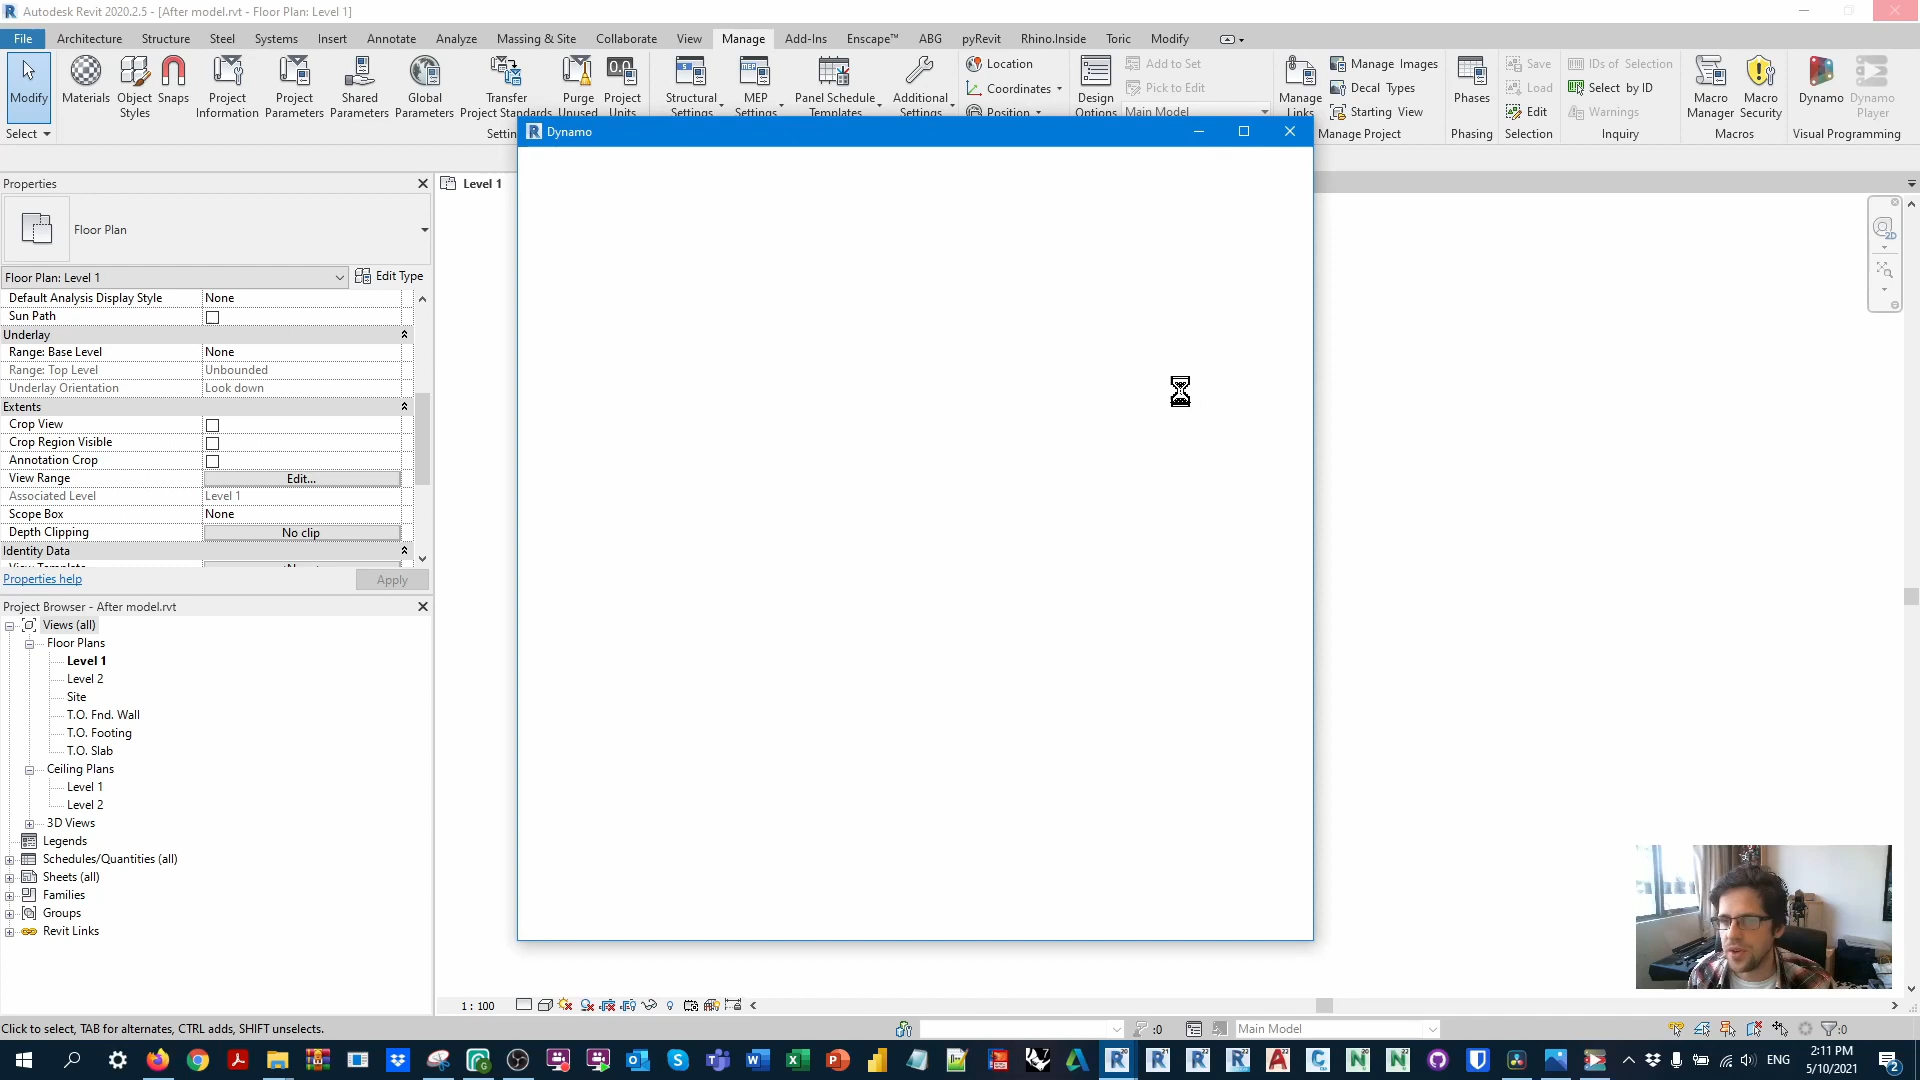 Autodesk Revit 2020.2.5 - [After model.rvt - Floor Plan: Level 1]
File Architecture Structure Steel Systems Insert Annotate Analyze Massing & Site Collaborate View Manage Add-Ins Enscape™ ABG pyRevit Rhino.Inside Toric Modify
Modify
Select
Materials
Object Styles
Snaps
Project Information
Project Parameters
Shared Parameters
Global Parameters
Transfer Project Standards
Purge Unused
Project Units
Structural Settings
MEP Settings
Panel Schedule Templates
Additional Settings
Location
Coordinates
Position
Design Options
Add to Set
Pick to Edit
Main Model
Manage Links
Manage Images
Decal Types
Starting View
Manage Project
Phases
Phasing
Save
Load
Edit
Selection
IDs of Selection
Select by ID
Warnings
Inquiry
Macro Manager
Macro Security
Macros
Dynamo
Dynamo Player
Visual Programming
Dynamo
Properties
Level 1
Floor Plan
Floor Plan: Level 1
Edit Type
Default Analysis Display Style None
Sun Path
Underlay
Range: Base Level None
Range: Top Level Unbounded
Underlay Orientation Look down
Extents
Crop View
Crop Region Visible
Annotation Crop
View Range Edit...
Associated Level Level 1
Scope Box None
Depth Clipping No clip
Identity Data
Properties help
Apply
Project Browser - After model.rvt
Views (all)
Floor Plans
Level 1
Level 2
Site
T.O. Fnd. Wall
T.O. Footing
T.O. Slab
Ceiling Plans
Level 1
Level 2
3D Views
Legends
Schedules/Quantities (all)
Sheets (all)
Families
Groups
Revit Links
1 : 100
Click to select, TAB for alternates, CTRL adds, SHIFT unselects.
:0
Main Model
:0
ENG
2:11 PM
5/10/2021